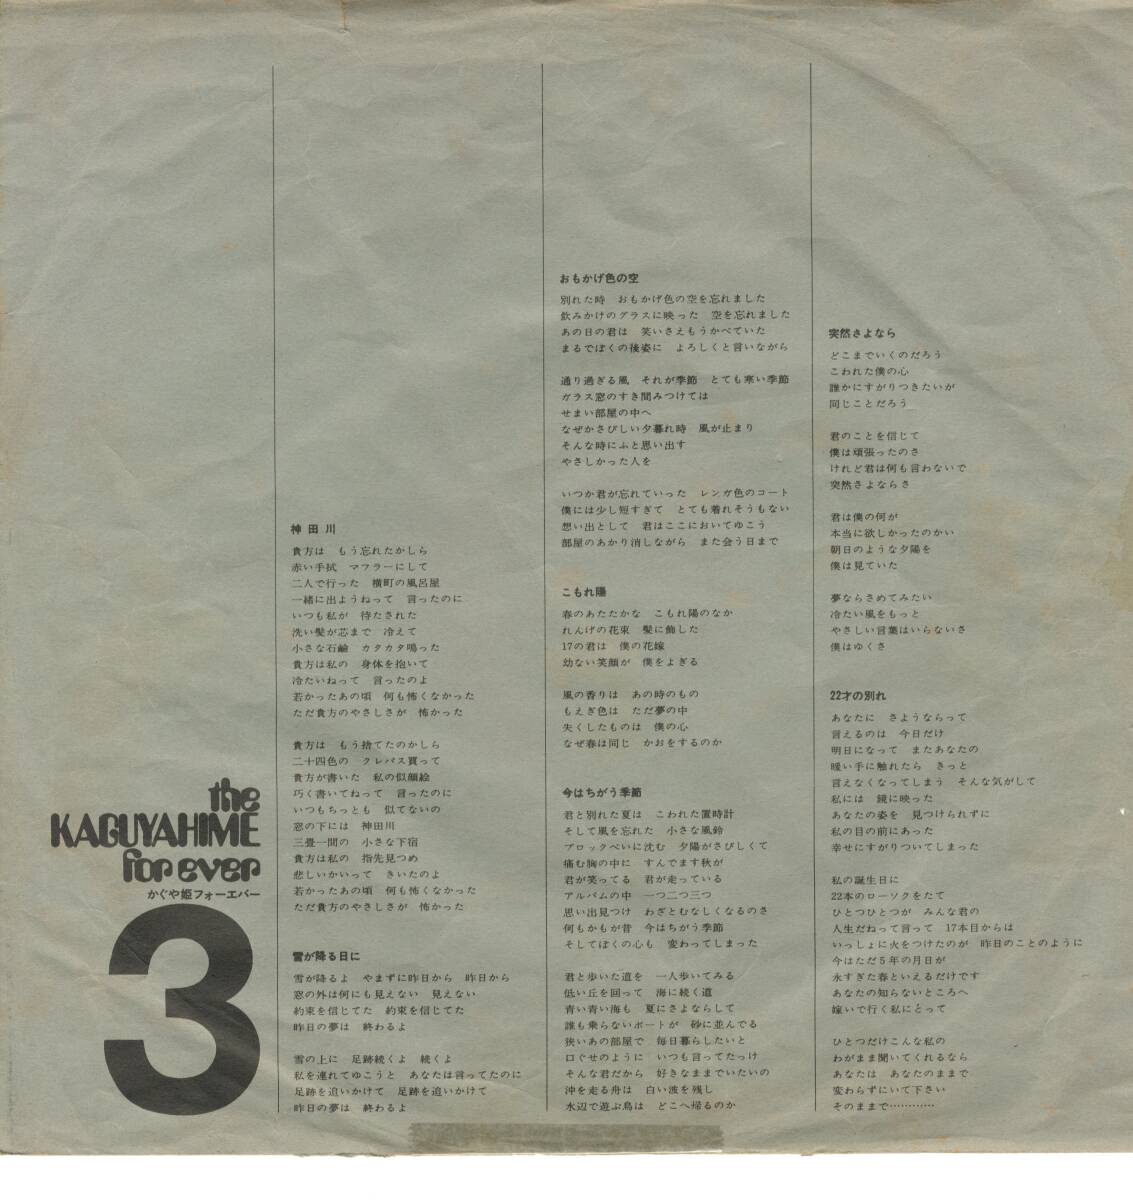 the
KAGUYAHIME
for ever
かぐや姫フォーエバー
3
神田川
貴方は　もう忘れたかしら
赤い手拭　マフラーにして
二人で行った　横町の風呂屋
一緒に出ようねって　言ったのに
いつも私が　待たされた
洗い髪が芯まで　冷えて
小さな石鹼　カタカタ鳴った
貴方は私の　身体を抱いて
冷たいねって　言ったのよ
若かったあの頃　何も怖くなかった
ただ貴方のやさしさが　怖かった
貴方は　もう捨てたのかしら
二十四色の　クレパス買って
貴方が書いた　私の似顔絵
巧く書いてねって　言ったのに
いつもちっとも　似てないの
窓の下には　神田川
三畳一間の　小さな下宿
貴方は私の　指先見つめ
悲しいかいって　きいたのよ
若かったあの頃　何も怖くなかった
ただ貴方のやさしさが　怖かった
雪が降る日に
雪が降るよ　やまずに昨日から　昨日から
窓の外は何にも見えない　見えない
約束を信じてた　約束を信じてた
昨日の夢は　終わるよ
雪の上に　足跡続くよ　続くよ
私を連れてゆこうと　あなたは言ってたのに
足跡を追いかけて　足跡を追いかけて
昨日の夢は　終わるよ
おもかげ色の空
別れた時　おもかげ色の空を忘れました
飲みかけのグラスに映った　空を忘れました
あの日の君は　笑いさえもうかべていた
まるでぼくの後姿に　よろしくと言いながら
通り過ぎる風　それが季節　とても寒い季節
ガラス窓のすき間みつけては
せまい部屋の中へ
なぜかさびしい夕暮れ時　風が止まり
そんな時にふと思い出す
やさしかった人を
いつか君が忘れていった　レンガ色のコート
僕には少し短すぎて　とても着れそうもない
想い出として　君はここにおいてゆこう
部屋のあかり消しながら　また会う日まで
こもれ陽
春のあたたかな　こもれ陽のなか
れんげの花束　髪に飾した
17の君は　僕の花嫁
幼ない笑顔が　僕をよぎる
風の香りは　あの時のもの
もえぎ色は　ただ夢の中
失くしたものは　僕の心
なぜ春は同じ　かおをするのか
今はちがう季節
君と別れた夏は　こわれた置時計
そして風を忘れた　小さな風鈴
ブロックべいに沈む　夕陽がさびしくて
痛む胸の中に　すんでます秋が
君が笑ってる　君が走っている
アルバムの中　一つ二つ三つ
思い出見つけ　わざとむなしくなるのさ
何もかもが昔　今はちがう季節
そしてぼくの心も　変わってしまった
君と歩いた道を　一人歩いてみる
低い丘を回って　海に続く道
青い青い海も　夏にさよならして
誰も乗らないボートが　砂に並んでる
狭いあの部屋で　毎日暮らしたいと
口ぐせのように　いつも言ってたっけ
そんな君だから　好きなままでいたいの
沖を走る舟は　白い波を残し
水辺で遊ぶ鳥は　どこへ帰るのか
突然さよなら
どこまでいくのだろう
こわれた僕の心
誰かにすがりつきたいが
同じことだろう
君のことを信じて
僕は頑張ったのさ
けれど君は何も言わないで
突然さよならさ
君は僕の何が
本当に欲しかったのかい
朝日のような夕陽を
僕は見ていた
夢ならさめてみたい
冷たい風をもっと
やさしい言葉はいらないさ
僕はゆくさ
22才の別れ
あなたに　さようならって
言えるのは　今日だけ
明日になって　またあなたの
暖い手に触れたら　きっと
言えなくなってしまう　そんな気がして
私には　鏡に映った
あなたの姿を　見つけられずに
私の目の前にあった
幸せにすがりついてしまった
私の誕生日に
22本のローソクをたて
ひとつひとつが　みんな君の
人生だねって言って　17本目からは
いっしょに火をつけたのが　昨日のことのように
今はただ5年の月日が
永すぎた春といえるだけです
あなたの知らないところへ
嫁いで行く私にとって
ひとつだけこんな私の
わがまま聞いてくれるなら
あなたは　あなたのままで
変わらずにいて下さい
そのままで…………